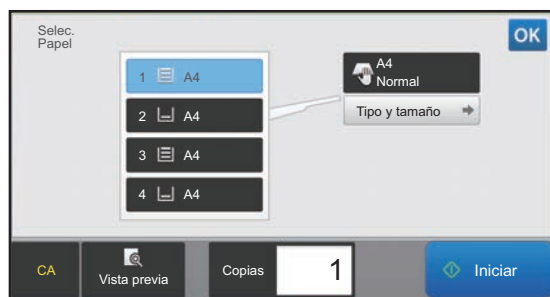 Selec.
Papel
OK
1 A4
2 A4
3 A4
4 A4
A4
Normal
Tipo y tamaño
CA
Vista previa
Copias
1
Iniciar